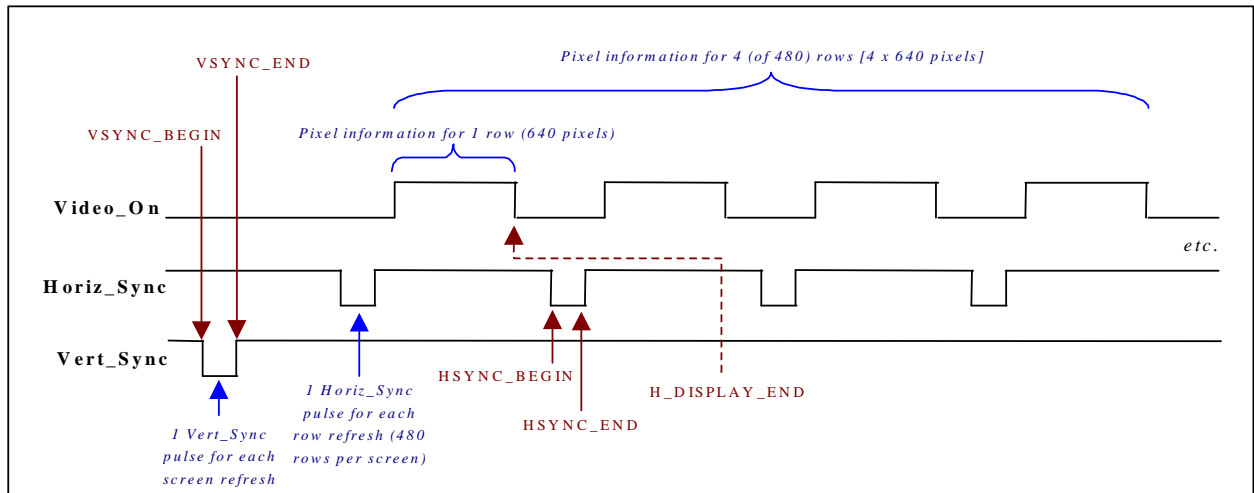 Pixel information for 4 (of 480) rows [4 x 640 pixels]
VSYNC_END
Pixel information for 1 row (640 pixels)
VSYNC_BEGIN
Video_On
etc.
Horiz_Sync
Vert_Sync
HSYNC_BEGIN
H_DISPLAY_END
HSYNC_END
1 Horiz_Sync
pulse for each
row refresh (480
rows per screen)
1 Vert_Sync
pulse for each
screen refresh